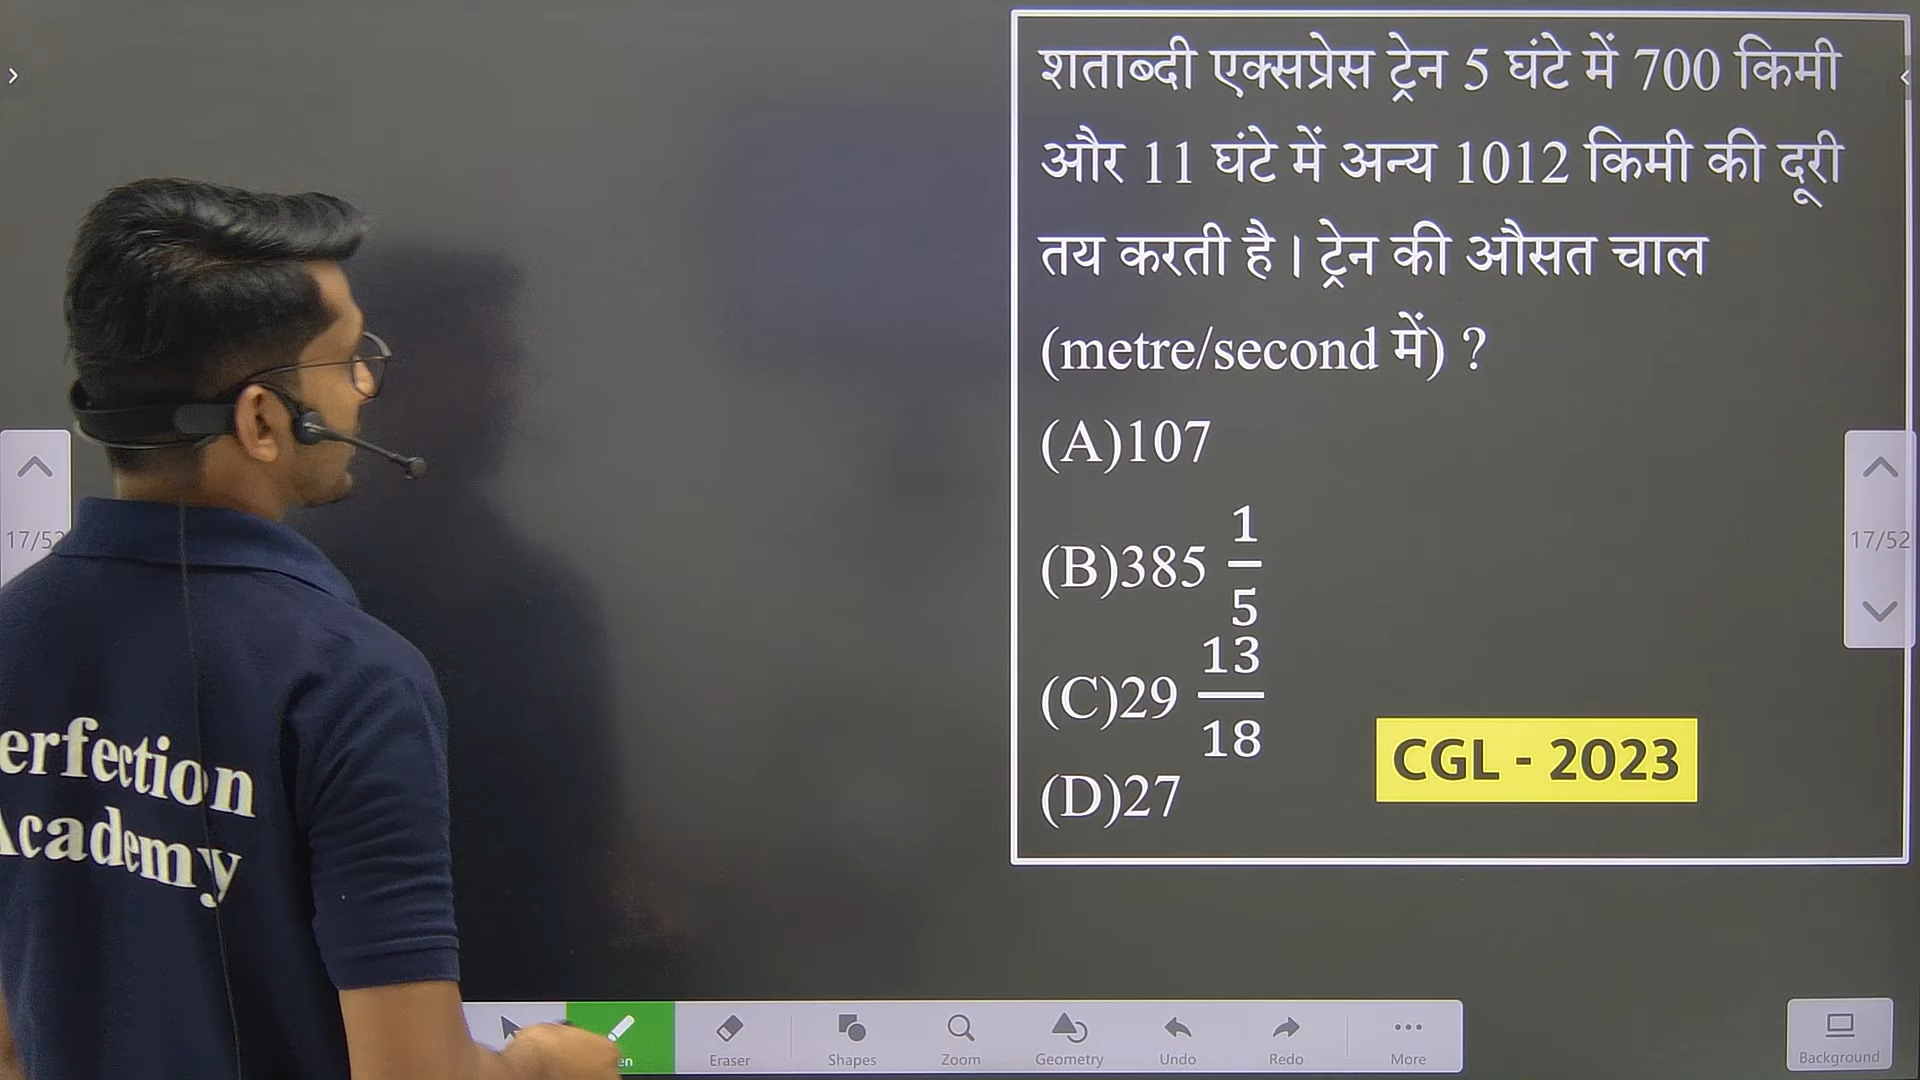 शताब्दी एक्सप्रेस ट्रेन 5 घंटे में 700 किमी
और 11 घंटे में अन्य 1012 किमी की दूरी
तय करती है । ट्रेन की औसत चाल
(metre/second में) ?
(A)107
(B)385 1/5
(C)29 13/18
(D)27
CGL - 2023
17/52
17/52
erfection
Academy
en
Eraser
Shapes
Zoom
Geometry
Undo
Redo
More
Background